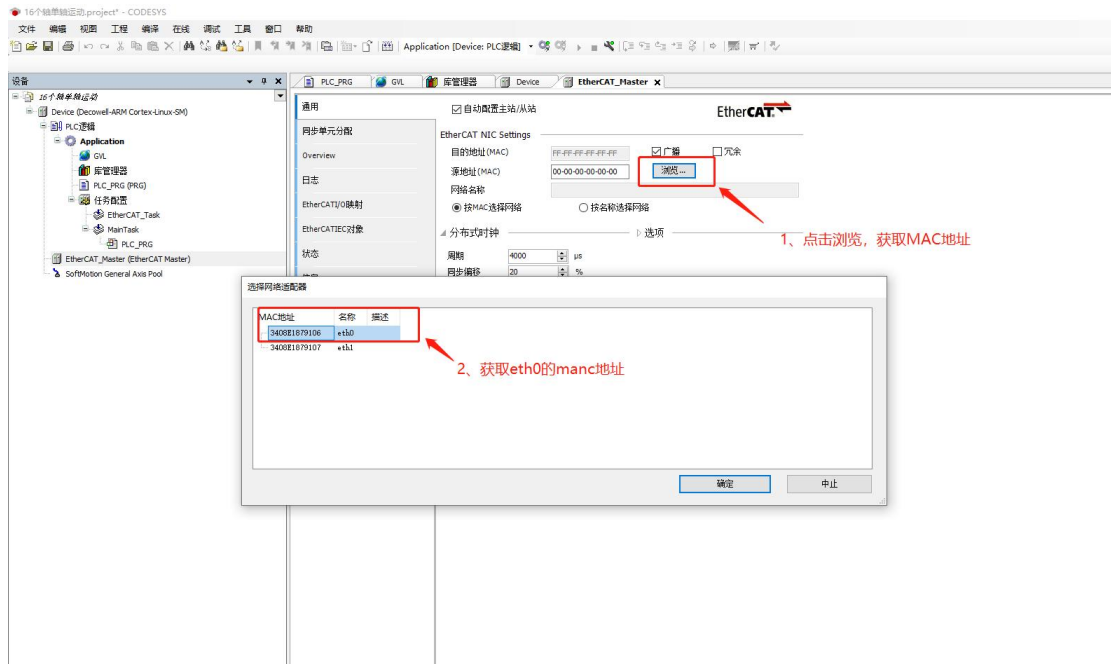 16个轴单轴运动.project* - CODESYS
文件 编辑 视图 工程 编译 在线 调试 工具 窗口 帮助
Application [Device: PLC逻辑]
设备
PLC_PRG GVL 库管理器 Device EtherCAT_Master
16个轴单轴运动
Device (Decowell-ARM Cortex-Linux-SM)
PLC逻辑
Application
GVL
库管理器
PLC_PRG (PRG)
任务配置
EtherCAT_Task
MainTask
PLC_PRG
EtherCAT_Master (EtherCAT Master)
SoftMotion General Axis Pool
通用
同步单元分配
Overview
日志
EtherCATI/O映射
EtherCATIEC对象
状态
自动配置主站/从站
EtherCAT
EtherCAT NIC Settings
目的地址(MAC) FF-FF-FF-FF-FF-FF 广播 冗余
源地址(MAC) 00-00-00-00-00-00 浏览...
网络名称
按MAC选择网络 按名称选择网络
分布式时钟 选项
周期 4000 μs
同步偏移 20 %
1、点击浏览，获取MAC地址
选择网络适配器
MAC地址 名称 描述
3408E1879106 eth0
3408E1879107 eth1
2、获取eth0的manc地址
确定 中止